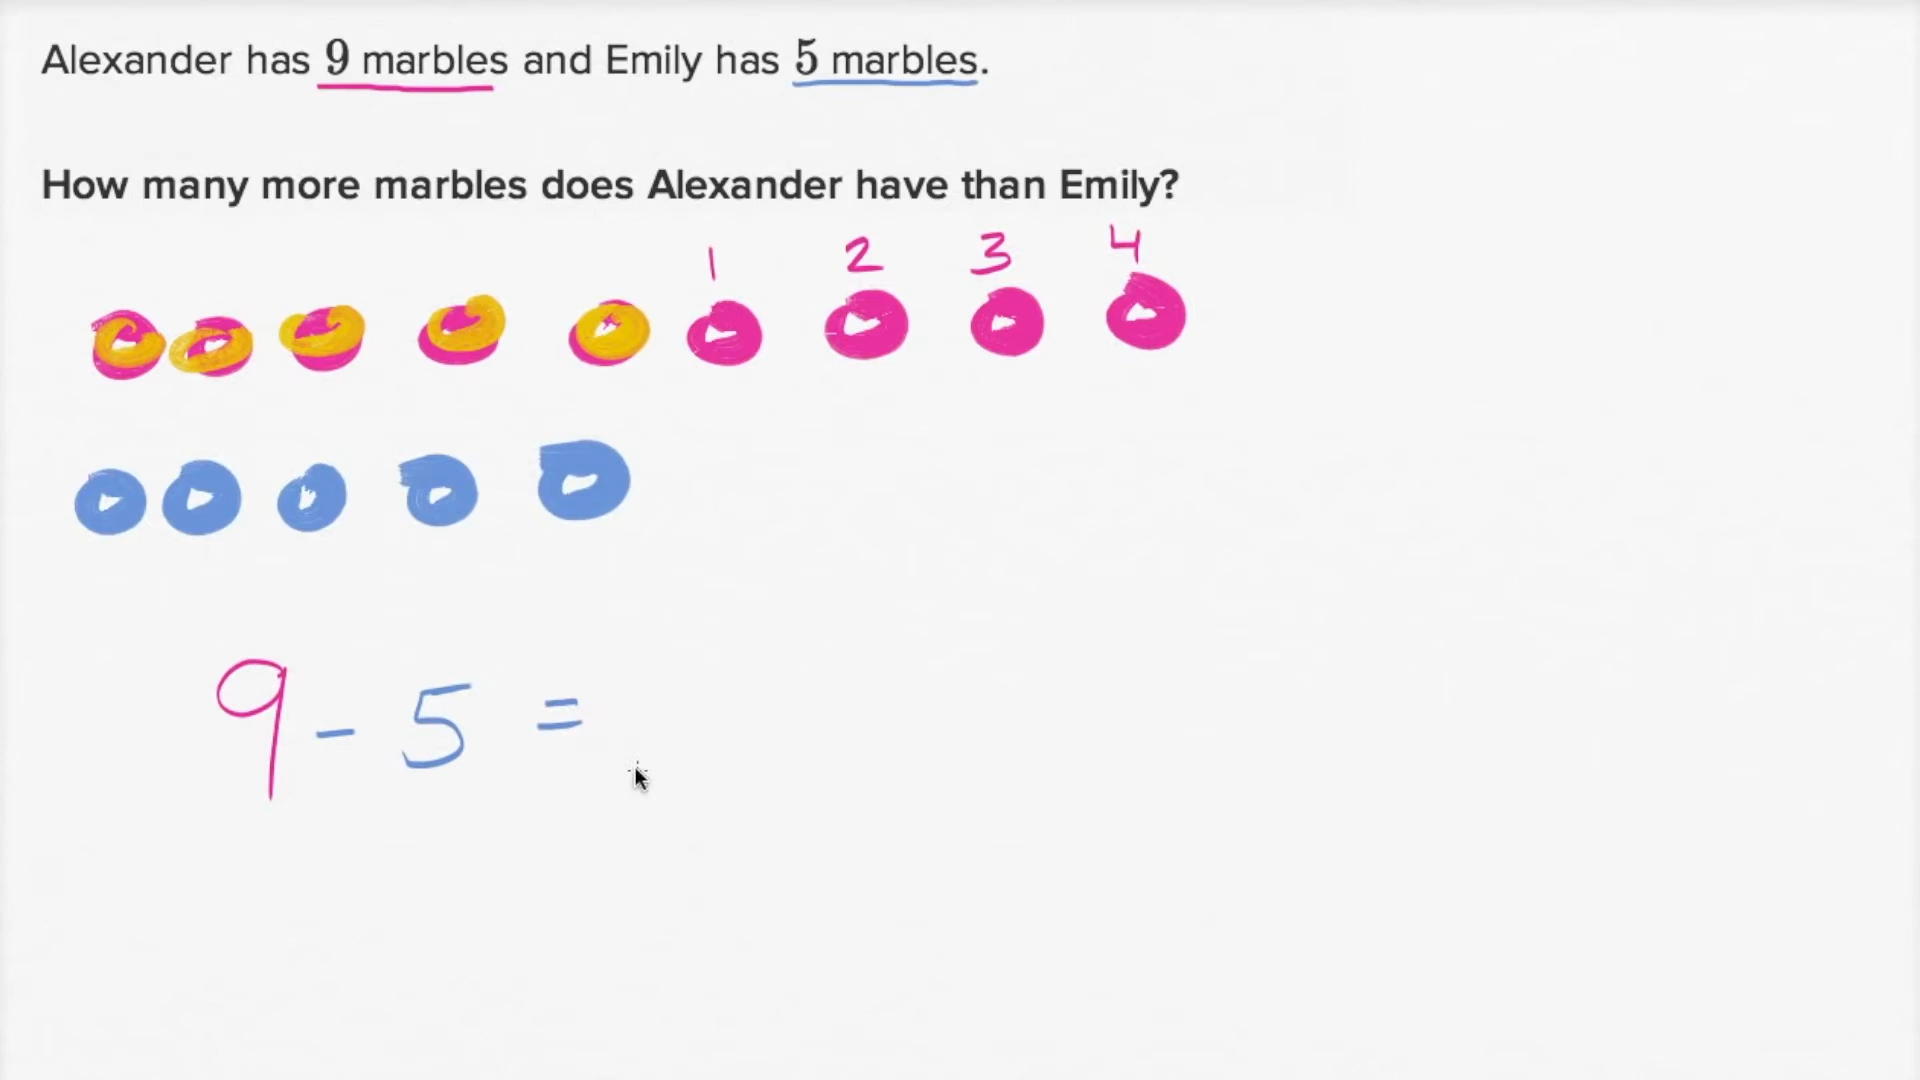 Alexander has 9 marbles and Emily has 5 marbles.
How many more marbles does Alexander have than Emily?
1 2 3 4
9 - 5 =